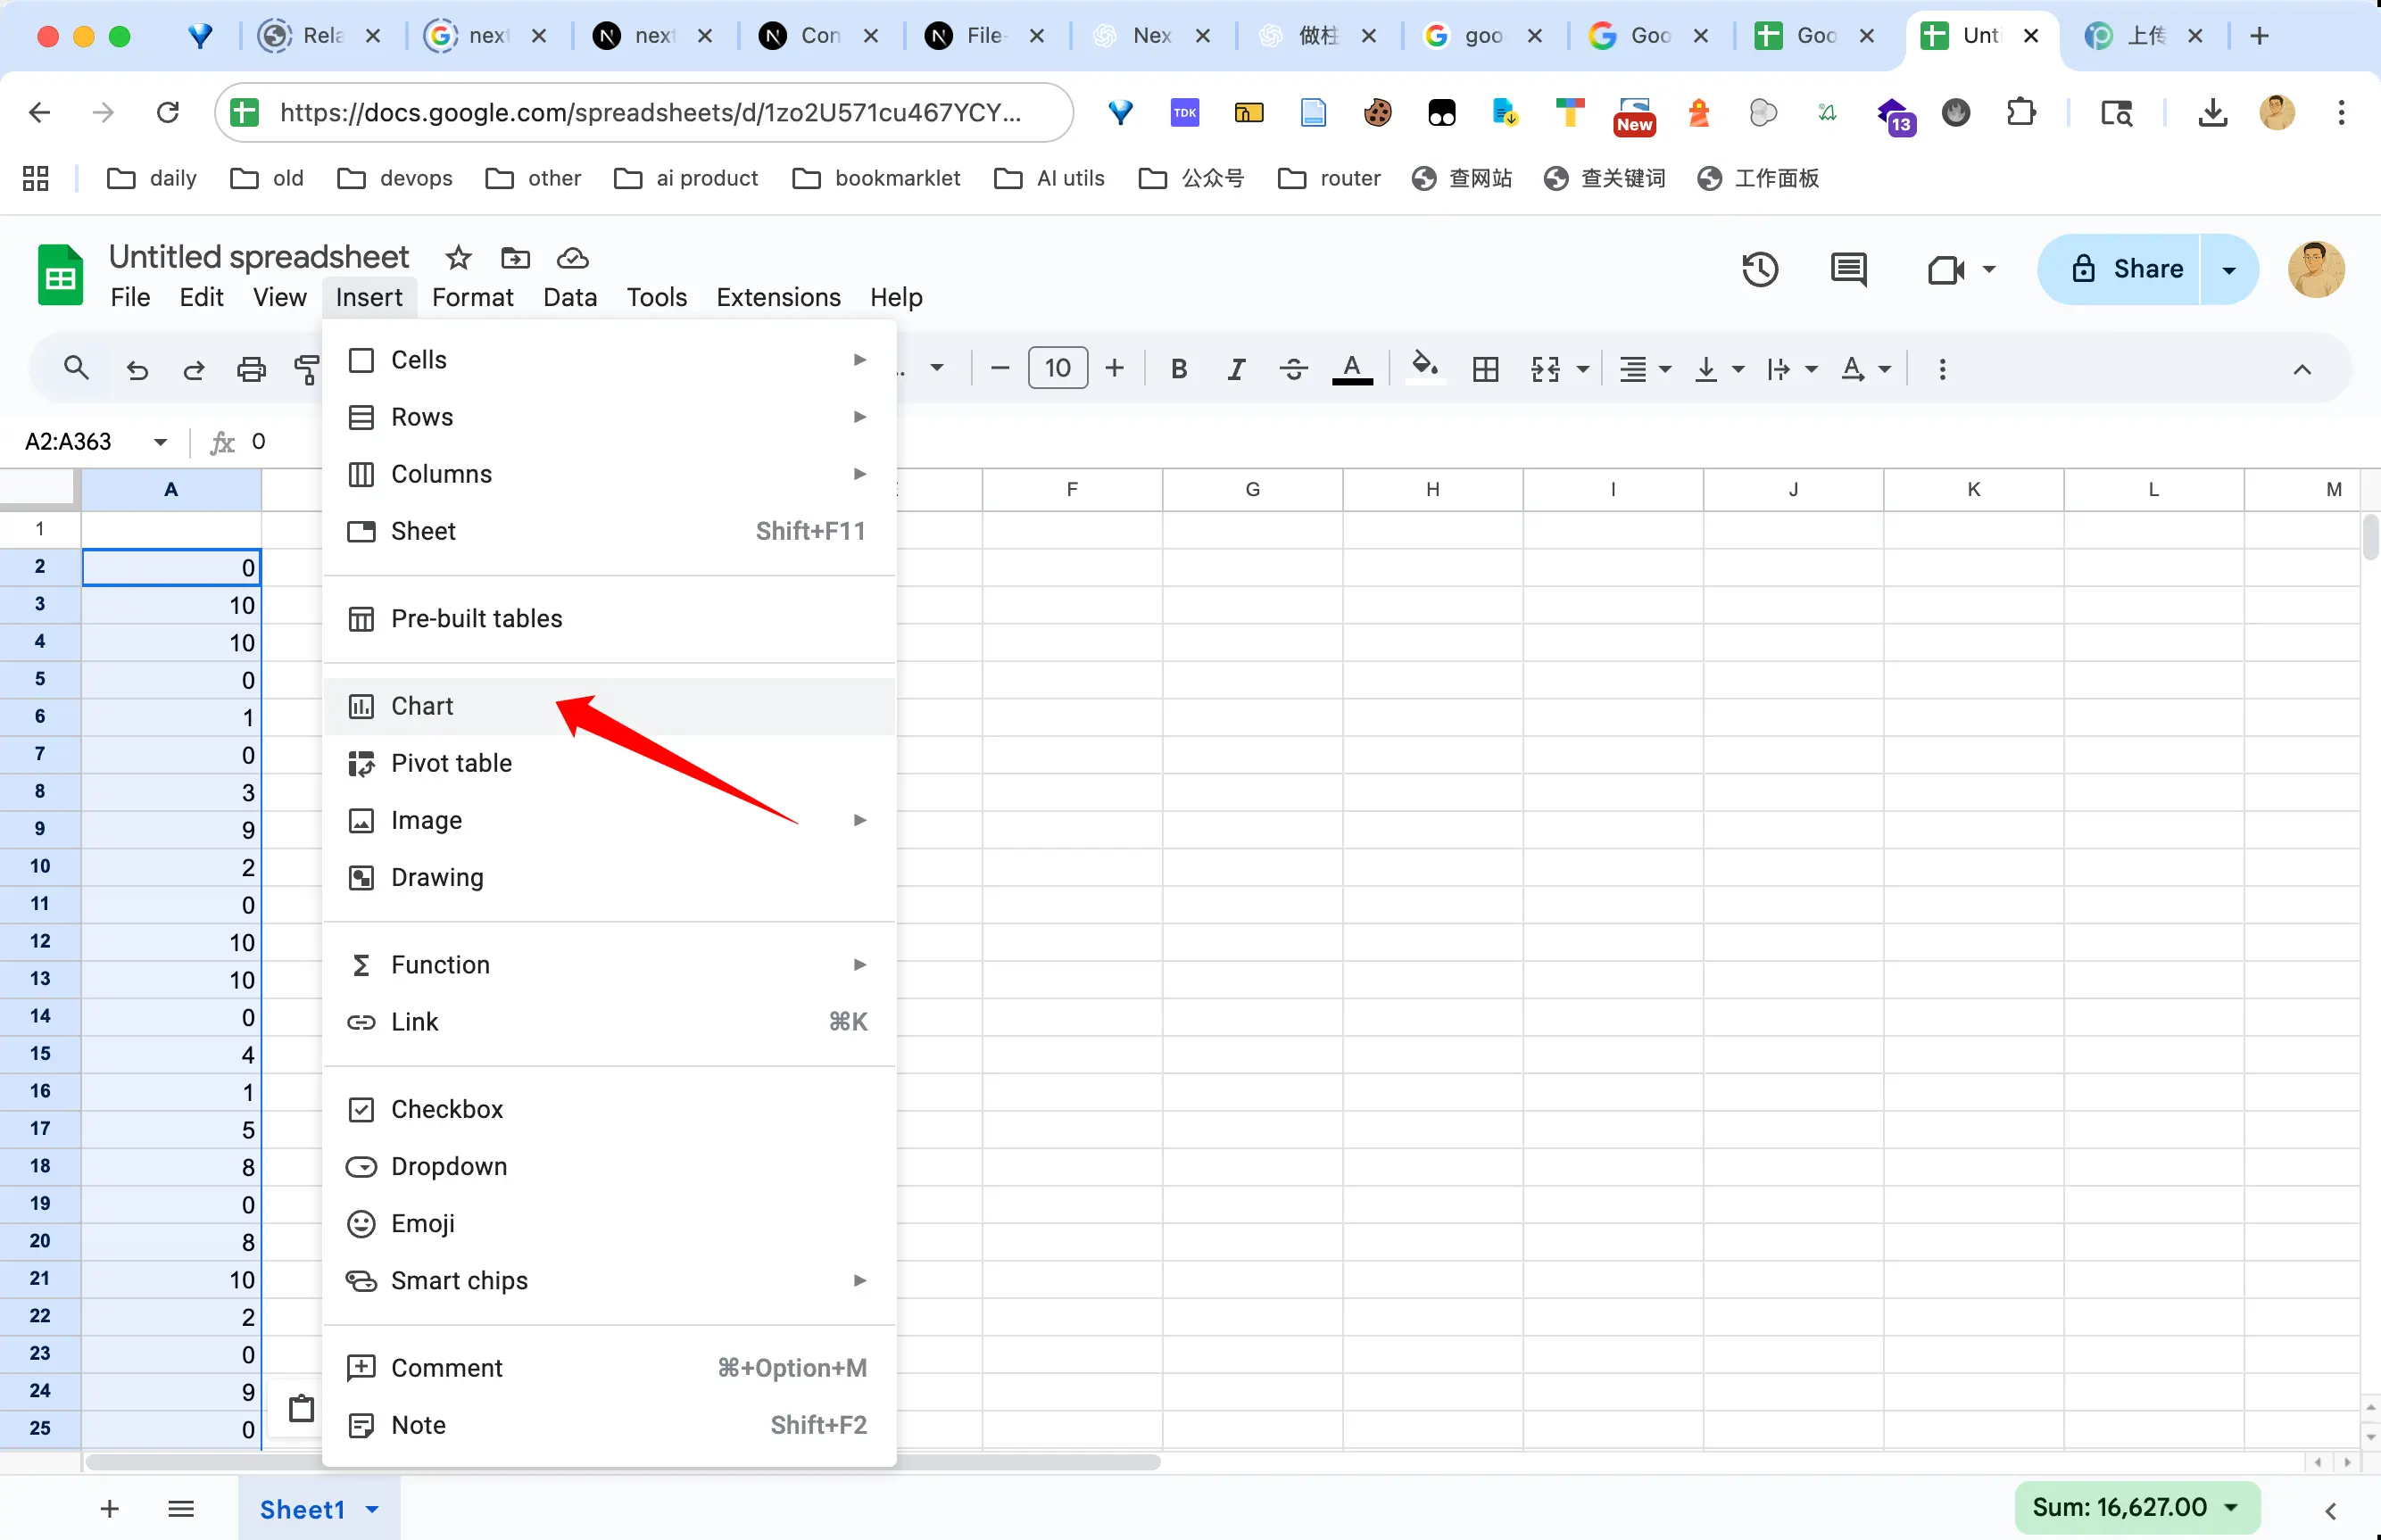 Rela
next
next
Con
File-
Nex
做柱
goo
Goo
Goo
Unti
上传
https://docs.google.com/spreadsheets/d/1zo2U571cu467YCY...
TDK
New
13
daily
old
devops
other
ai product
bookmarklet
AI utils
公众号
router
查网站
查关键词
工作面板
Untitled spreadsheet
File
Edit
View
Insert
Format
Data
Tools
Extensions
Help
Share
10
B
I
S
A
A
A2:A363
fx
0
A
F
G
H
I
J
K
L
M
1
2
0
3
10
4
10
5
0
6
1
7
0
8
3
9
9
10
2
11
0
12
10
13
10
14
0
15
4
16
1
17
5
18
8
19
0
20
8
21
10
22
2
23
0
24
9
25
0
Cells
Rows
Columns
Sheet Shift+F11
Pre-built tables
Chart
Pivot table
Image
Drawing
Function
Link ⌘K
Checkbox
Dropdown
Emoji
Smart chips
Comment ⌘+Option+M
Note Shift+F2
Sheet1
Sum: 16,627.00